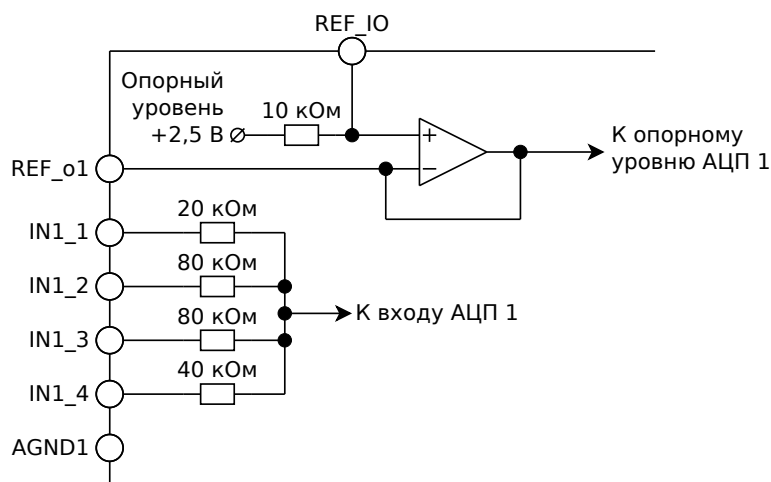 REF_IO
Опорный
уровень
+2,5 В
10 кОм
+
−
К опорному
уровню АЦП 1
REF_o1
20 кОм
IN1_1
80 кОм
IN1_2
К входу АЦП 1
80 кОм
IN1_3
40 кОм
IN1_4
AGND1